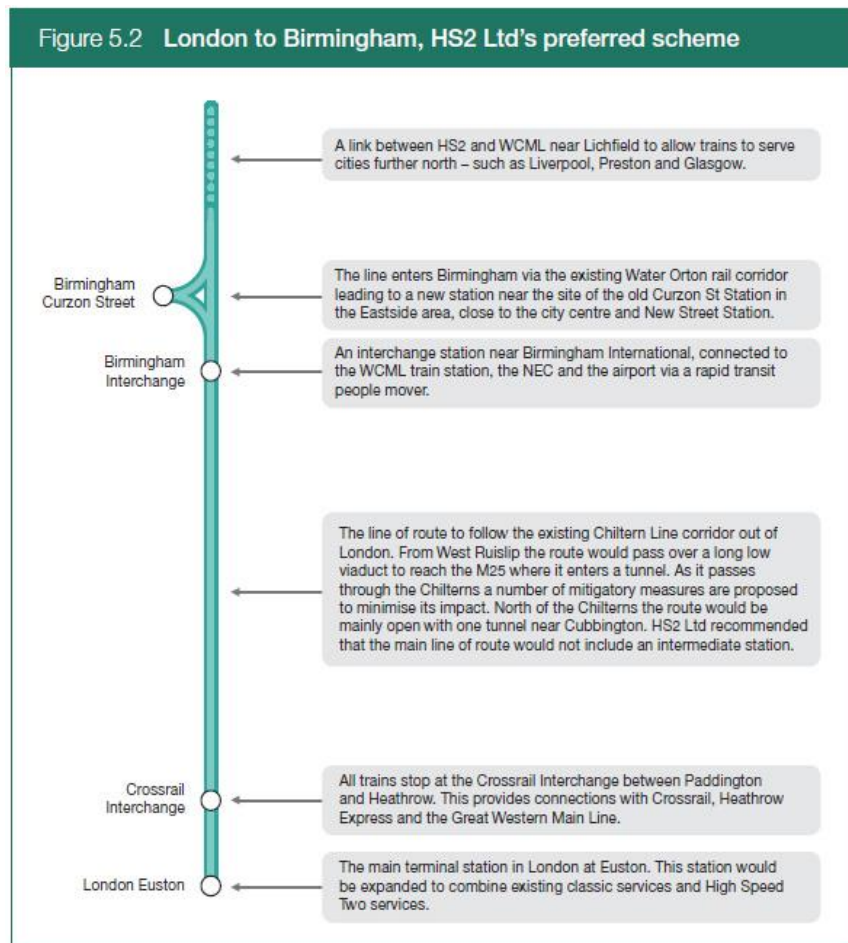 Figure 5.2 London to Birmingham, HS2 Ltd's preferred scheme
A link between HS2 and WCML near Lichfield to allow trains to serve
cities further north – such as Liverpool, Preston and Glasgow.
Birmingham
Curzon Street
The line enters Birmingham via the existing Water Orton rail corridor
leading to a new station near the site of the old Curzon St Station in
the Eastside area, close to the city centre and New Street Station.
Birmingham
Interchange
An interchange station near Birmingham International, connected to
the WCML train station, the NEC and the airport via a rapid transit
people mover.
The line of route to follow the existing Chiltern Line corridor out of
London. From West Ruislip the route would pass over a long low
viaduct to reach the M25 where it enters a tunnel. As it passes
through the Chilterns a number of mitigatory measures are proposed
to minimise its impact. North of the Chilterns the route would be
mainly open with one tunnel near Cubbington. HS2 Ltd recommended
that the main line of route would not include an intermediate station.
Crossrail
Interchange
All trains stop at the Crossrail Interchange between Paddington
and Heathrow. This provides connections with Crossrail, Heathrow
Express and the Great Western Main Line.
London Euston
The main terminal station in London at Euston. This station would
be expanded to combine existing classic services and High Speed
Two services.